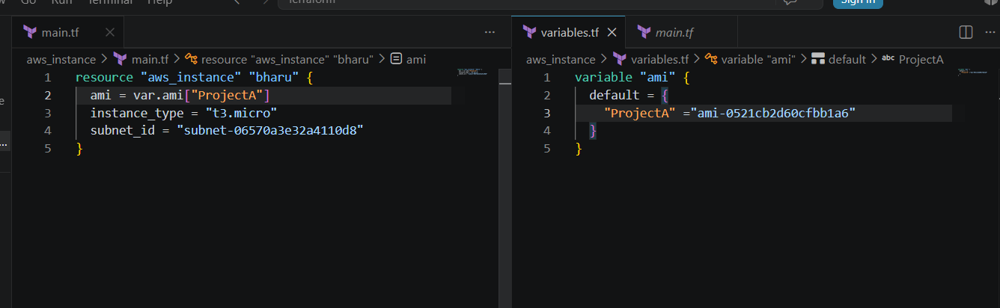 Go Run Terminal Help
Sign in
main.tf
aws_instance > main.tf > resource "aws_instance" "bharu" > ami
1 resource "aws_instance" "bharu" {
2 ami = var.ami["ProjectA"]
3 instance_type = "t3.micro"
4 subnet_id = "subnet-06570a3e32a4110d8"
5 }
variables.tf main.tf
aws_instance > variables.tf > variable "ami" > default > abc ProjectA
1 variable "ami" {
2 default = {
3 "ProjectA" ="ami-0521cb2d60cfbb1a6"
4 }
5 }